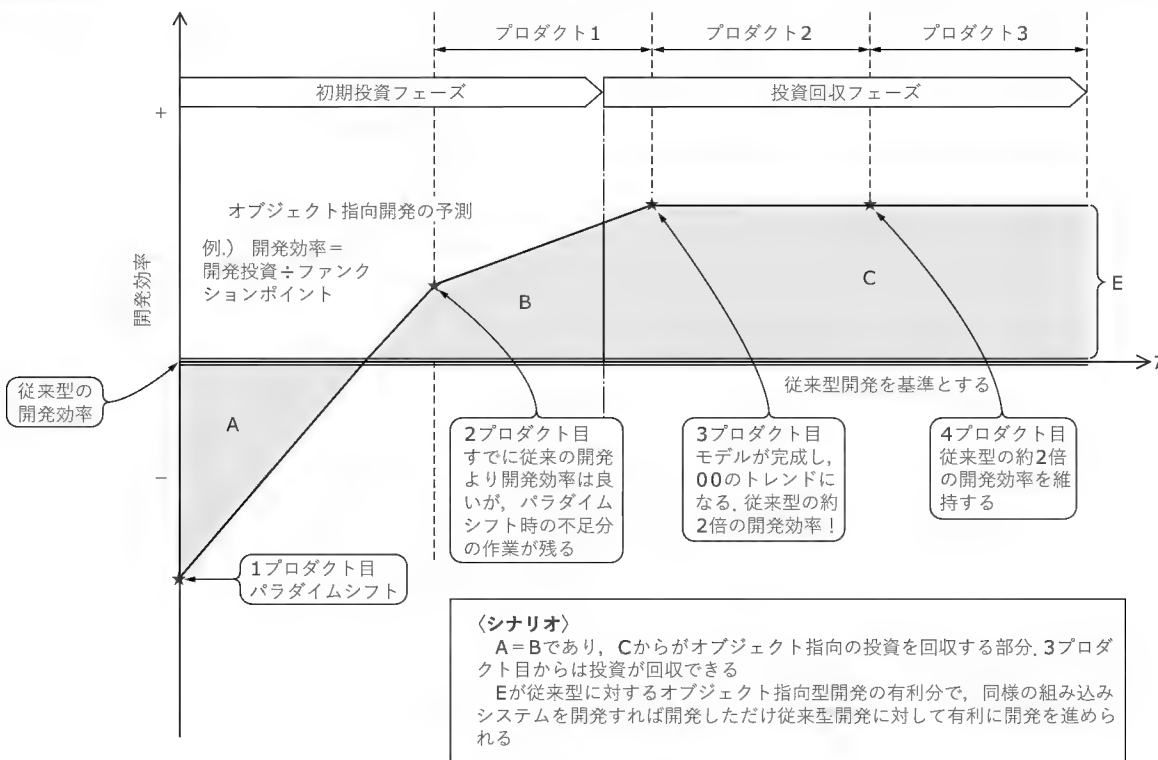 プロダクト1
プロダクト2
プロダクト3
初期投資フェーズ
投資回収フェーズ
+
オブジェクト指向開発の予測
例.) 開発効率=
開発投資÷ファンク
ションポイント
開発効率
A
B
C
E
従来型の
開発効率
従来型開発を基準とする
−
2プロダクト目
すでに従来の開発
より開発効率は良
いが,パラダイム
シフト時の不足分
の作業が残る
3プロダクト目
モデルが完成し,
OOのトレンドに
なる.従来型の約
2倍の開発効率!
4プロダクト目
従来型の約2倍
の開発効率を維
持する
1プロダクト目
パラダイムシフト
〈シナリオ〉
A=Bであり,Cからがオブジェクト指向の投資を回収する部分.3プロダ
クト目からは投資が回収できる
Eが従来型に対するオブジェクト指向型開発の有利分で,同様の組み込み
システムを開発すれば開発しただけ従来型開発に対して有利に開発を進めら
れる